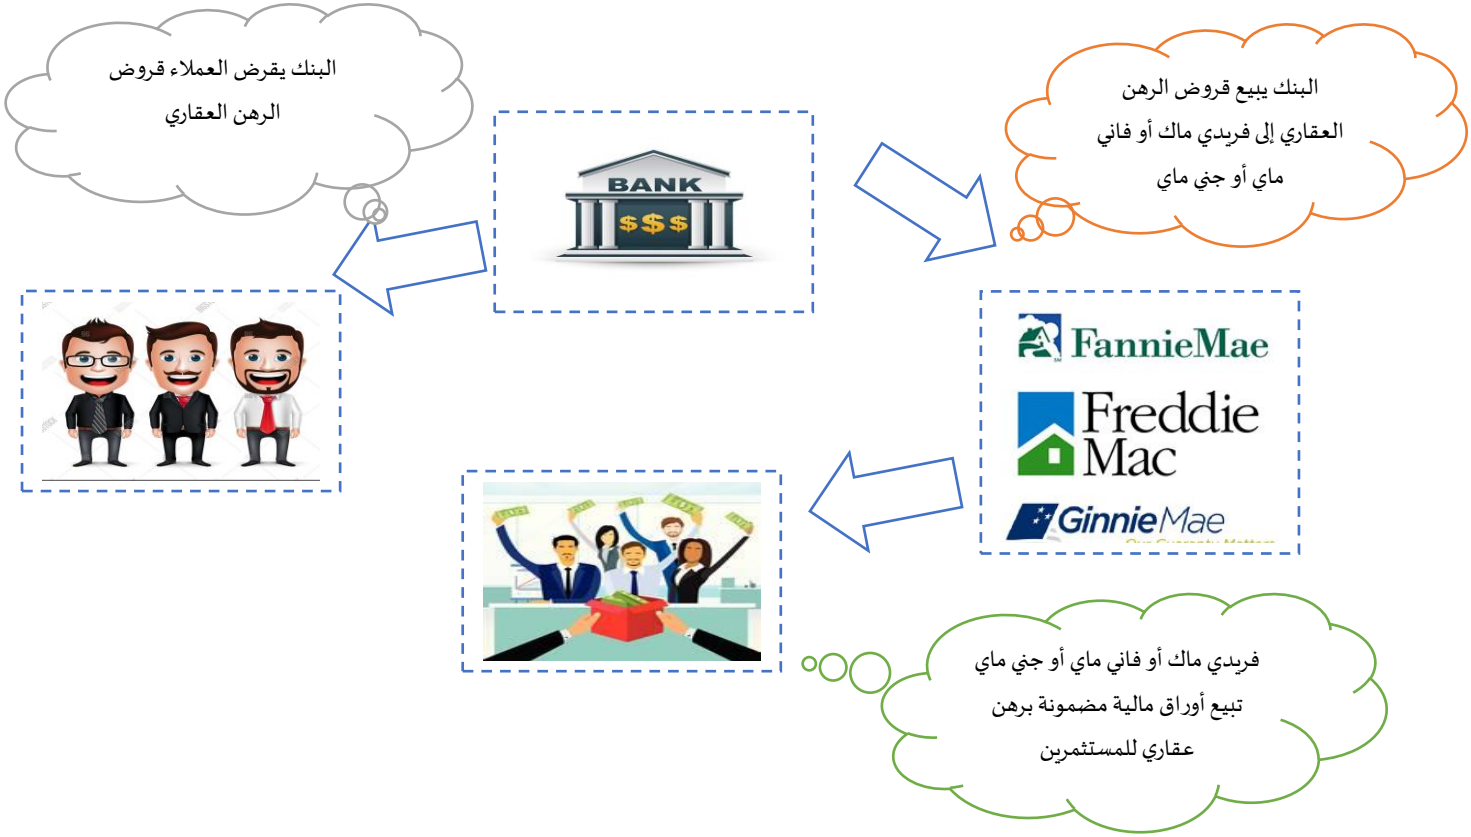 البنك يقرض العملاء قروض
الرهن العقاري
البنك يبيع قروض الرهن
العقاري إلى فريدي ماك أو فاني
ماي أو جني ماي
BANK
$$$
FannieMae
Freddie
Mac
GinnieMae
فريدي ماك أو فاني ماي أو جني ماي
تبيع أوراق مالية مضمونة برهن
عقاري للمستثمرين